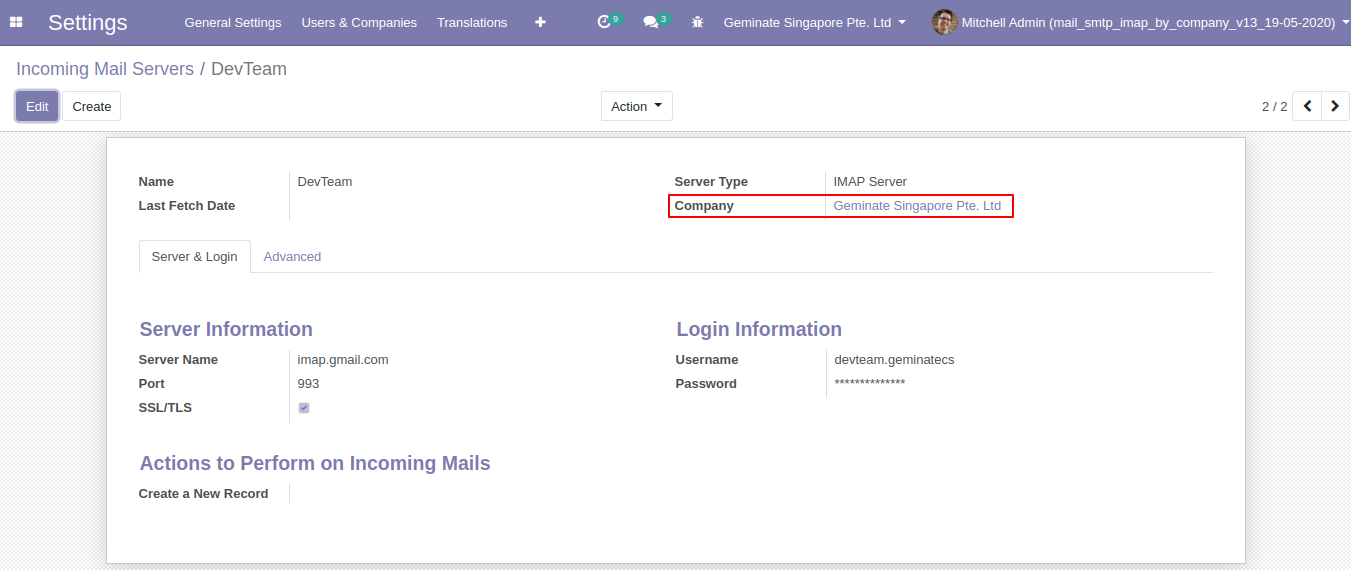 Settings General Settings Users & Companies Translations 9 3 Geminate Singapore Pte. Ltd Mitchell Admin (mail_smtp_imap_by_company_v13_19-05-2020)
Incoming Mail Servers / DevTeam
Edit Create Action 2 / 2
Name DevTeam Server Type IMAP Server
Last Fetch Date Company Geminate Singapore Pte. Ltd
Server & Login Advanced
Server Information Login Information
Server Name imap.gmail.com Username devteam.geminatecs
Port 993 Password **************
SSL/TLS
Actions to Perform on Incoming Mails
Create a New Record